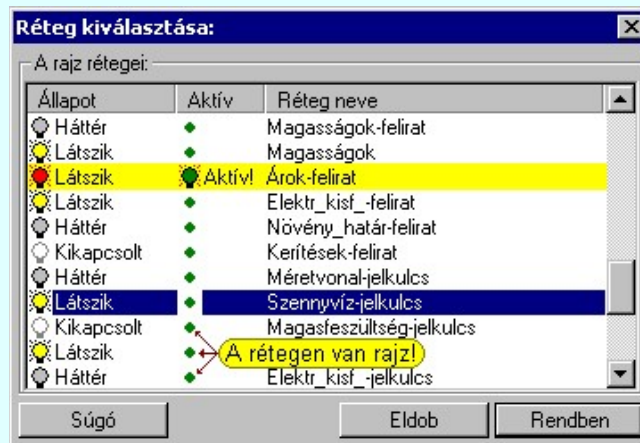 Réteg kiválasztása:
A rajz rétegei:
Állapot Aktív Réteg neve
Háttér Magasságok-felirat
Látszik Magasságok
Látszik Aktív! Árok-felirat
Látszik Elektr_kisf_-felirat
Háttér Növény_határ-felirat
Kikapcsolt Kerítések-felirat
Háttér Méretvonal-jelkulcs
Látszik Szennyvíz-jelkulcs
Kikapcsolt Magasfeszültség-jelkulcs
Látszik A rétegen van rajz!
Háttér Elektr_kisf_-jelkulcs
Súgó Eldob Rendben